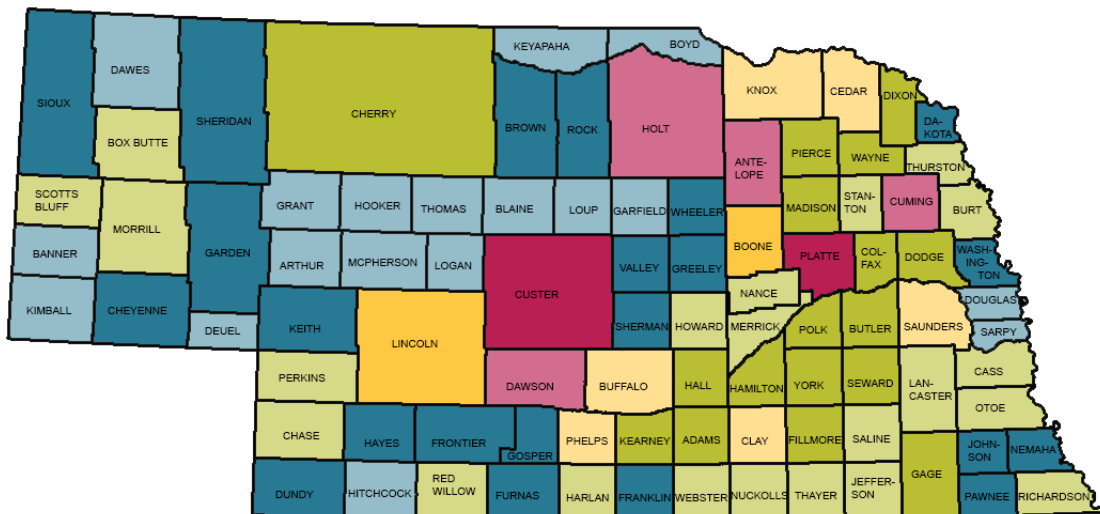 KEYAPAHA
BOYD
DAWES
SIOUX
SHERIDAN
CHERRY
BROWN
ROCK
HOLT
KNOX
CEDAR
DIXON
DA-
KOTA
BOX BUTTE
ANTE-
LOPE
PIERCE
WAYNE
THURSTON
SCOTTS
BLUFF
MORRILL
GRANT
HOOKER
THOMAS
BLAINE
LOUP
GARFIELD
WHEELER
MADISON
STAN-
TON
CUMING
BURT
BANNER
GARDEN
ARTHUR
MCPHERSON
LOGAN
CUSTER
VALLEY
GREELEY
BOONE
PLATTE
COL-
FAX
DODGE
WASH-
ING-
TON
KIMBALL
CHEYENNE
DEUEL
KEITH
LINCOLN
SHERMAN
HOWARD
NANCE
MERRICK
POLK
BUTLER
SAUNDERS
DOUGLAS
SARPY
PERKINS
DAWSON
BUFFALO
HALL
HAMILTON
YORK
SEWARD
LAN-
CASTER
CASS
OTOE
CHASE
HAYES
FRONTIER
GOSPER
PHELPS
KEARNEY
ADAMS
CLAY
FILLMORE
SALINE
GAGE
JOHN-
SON
NEMAHA
DUNDY
HITCHCOCK
RED
WILLOW
FURNAS
HARLAN
FRANKLIN
WEBSTER
NUCKOLLS
THAYER
JEFFER-
SON
PAWNEE
RICHARDSON